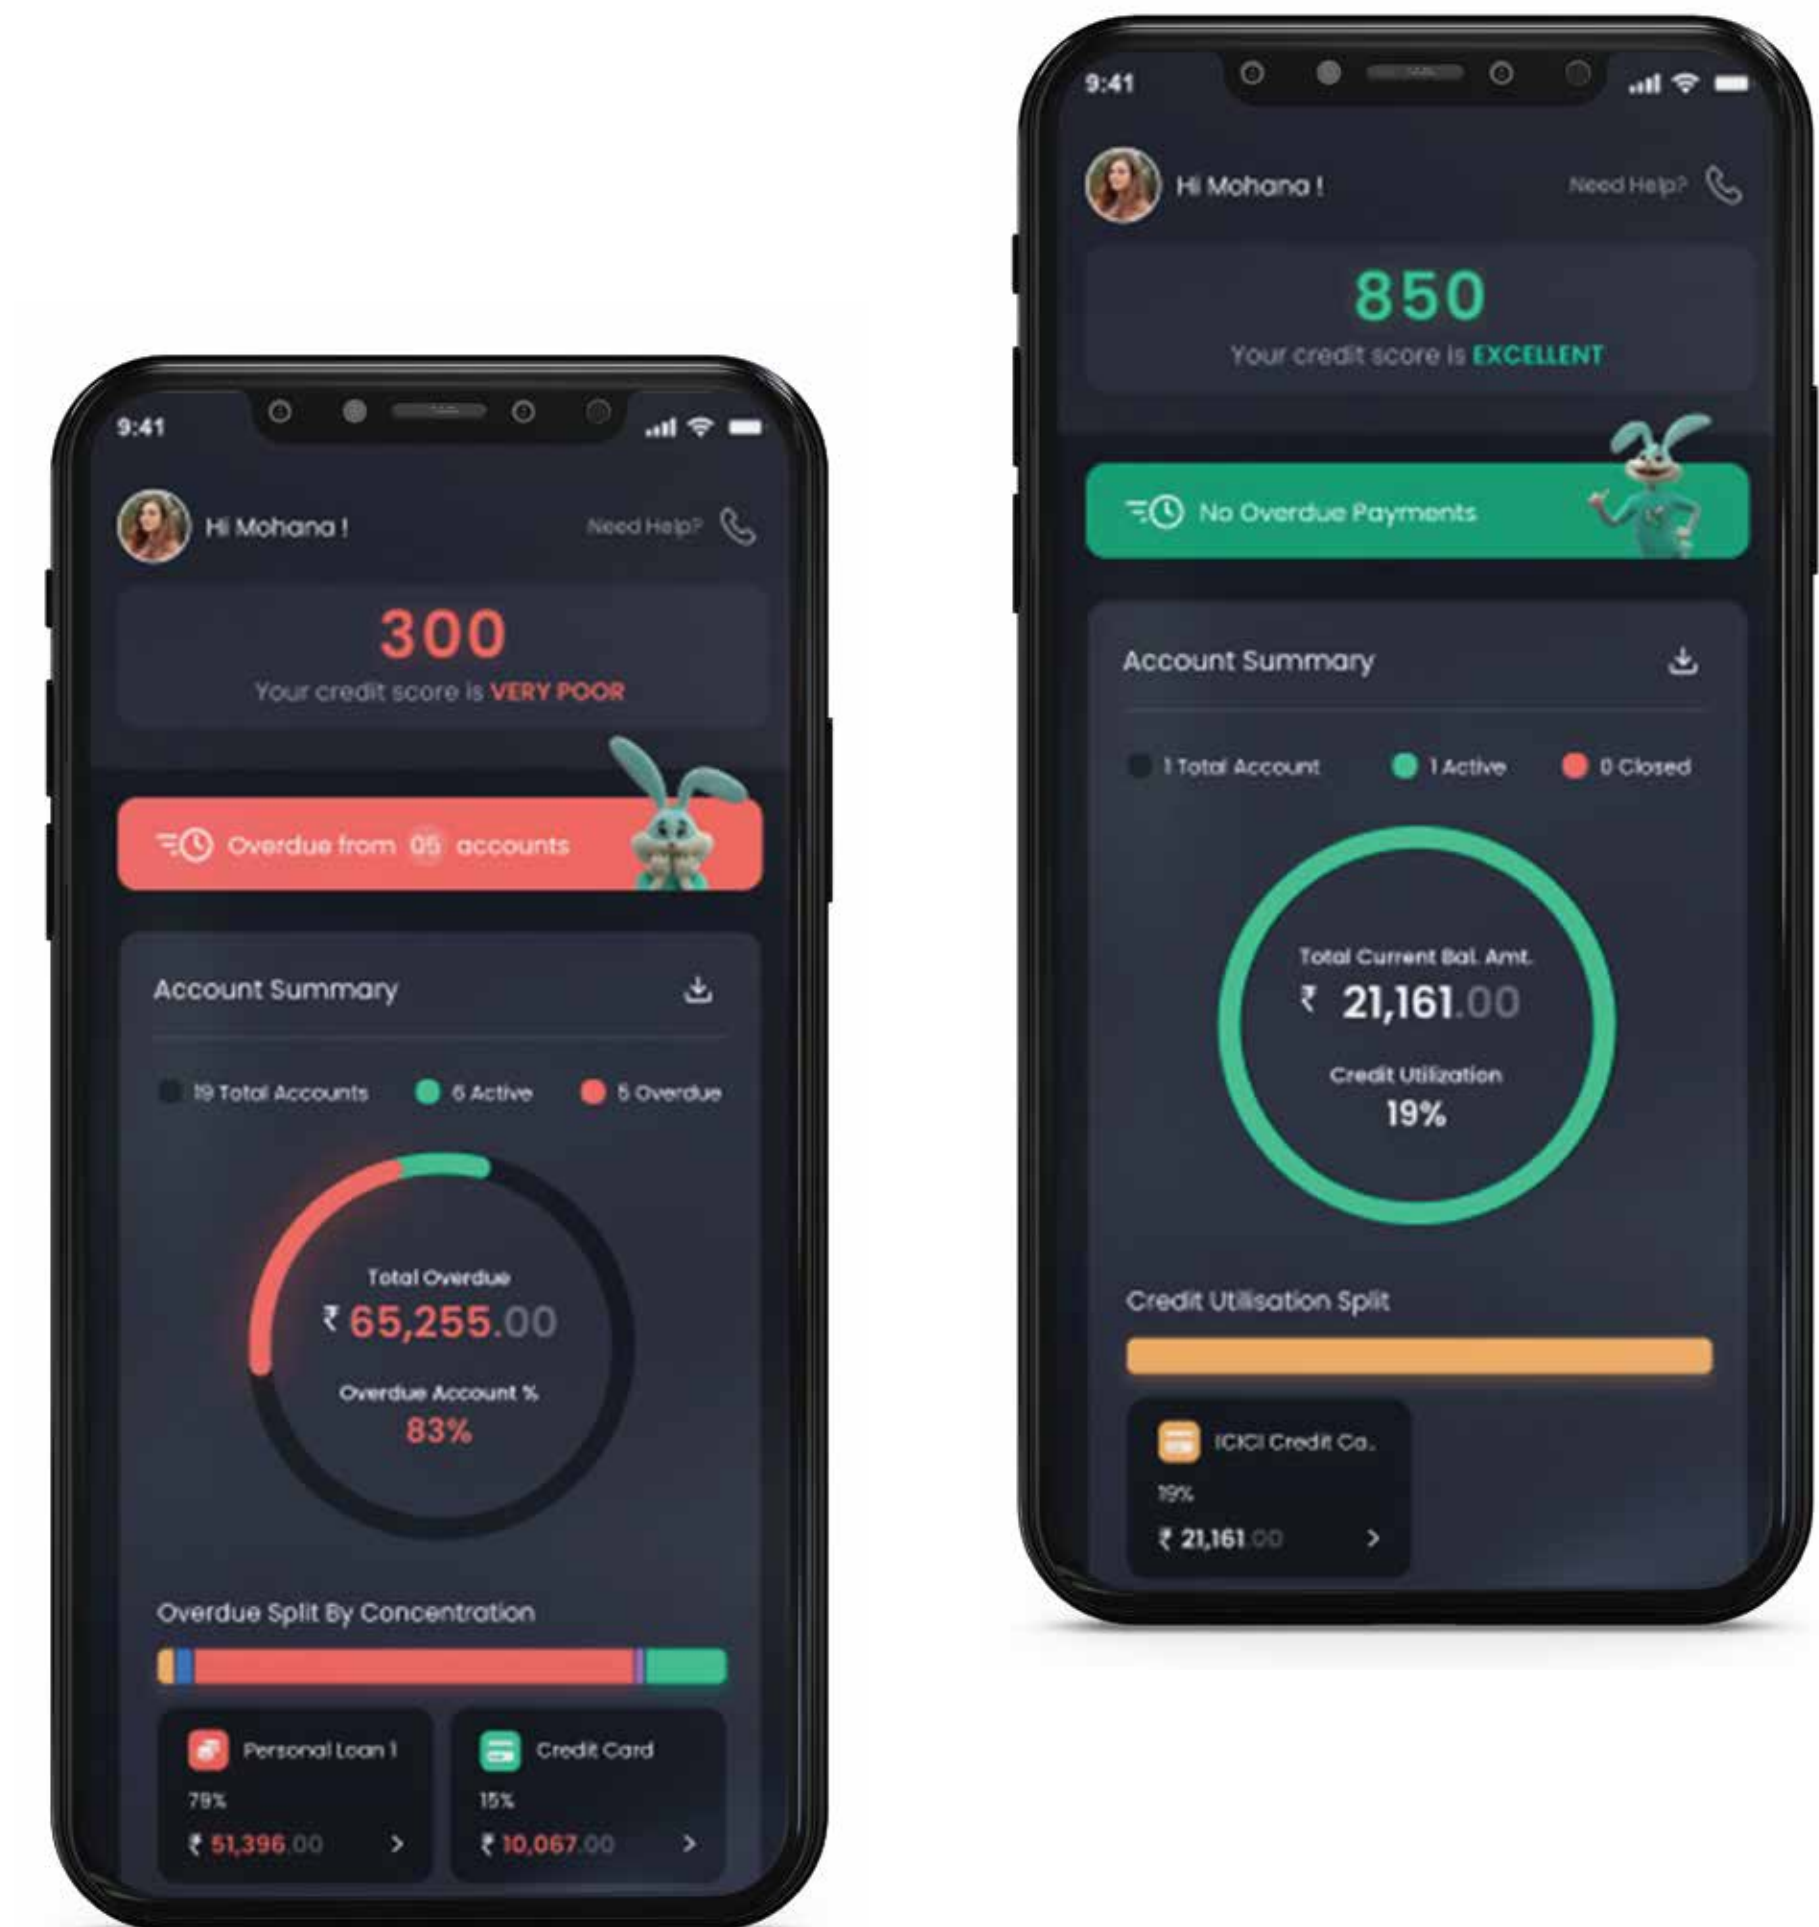 9:41
Hi Mohana !
Need Help?
300
Your credit score is VERY POOR
Overdue from 05 accounts
Account Summary
19 Total Accounts
6 Active
5 Overdue
Total Overdue
₹ 65,255.00
Overdue Account %
83%
Overdue Split By Concentration
Personal Loan 1
79%
₹ 51,396.00
Credit Card
15%
₹ 10,067.00
9:41
Hi Mohana !
Need Help?
850
Your credit score is EXCELLENT
No Overdue Payments
Account Summary
1 Total Account
1 Active
0 Closed
Total Current Bal. Amt.
₹ 21,161.00
Credit Utilization
19%
Credit Utilisation Split
ICICI Credit Ca..
19%
₹ 21,161.00